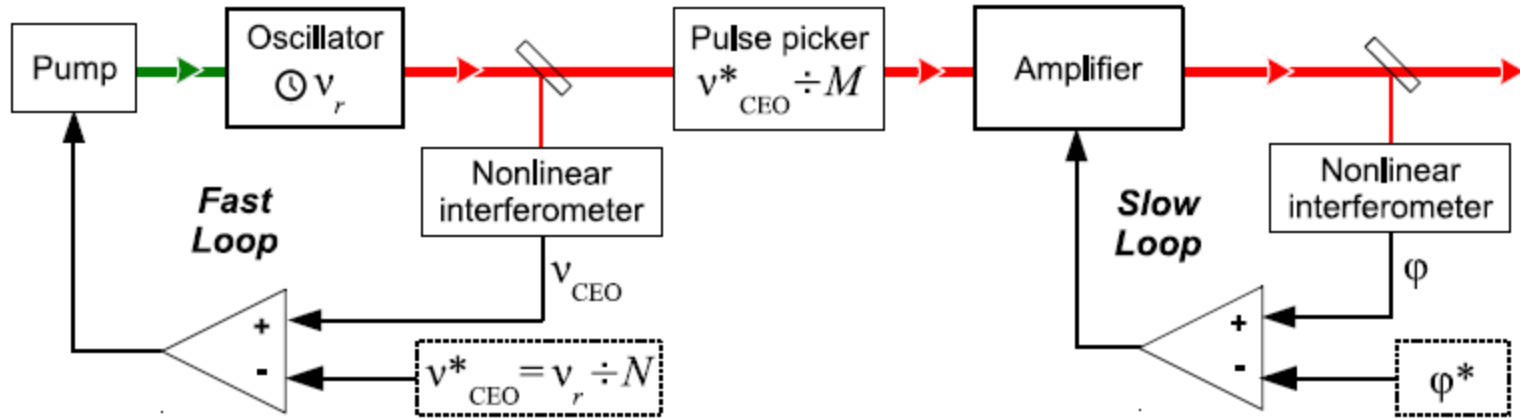 Pump
Oscillator
ν_r
Pulse picker
ν*_CEO ÷ M
Amplifier
Nonlinear
interferometer
Fast
Loop
ν_CEO
+
-
ν*_CEO = ν_r ÷ N
Nonlinear
interferometer
Slow
Loop
φ
+
-
φ*